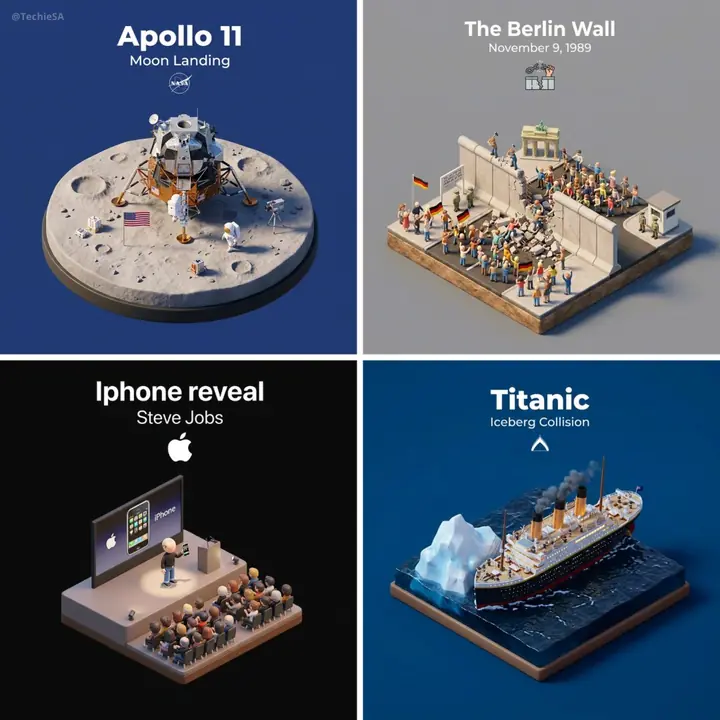 @TechieSA
Apollo 11
Moon Landing
NASA
The Berlin Wall
November 9, 1989
Iphone reveal
Steve Jobs
iPhone
Titanic
Iceberg Collision